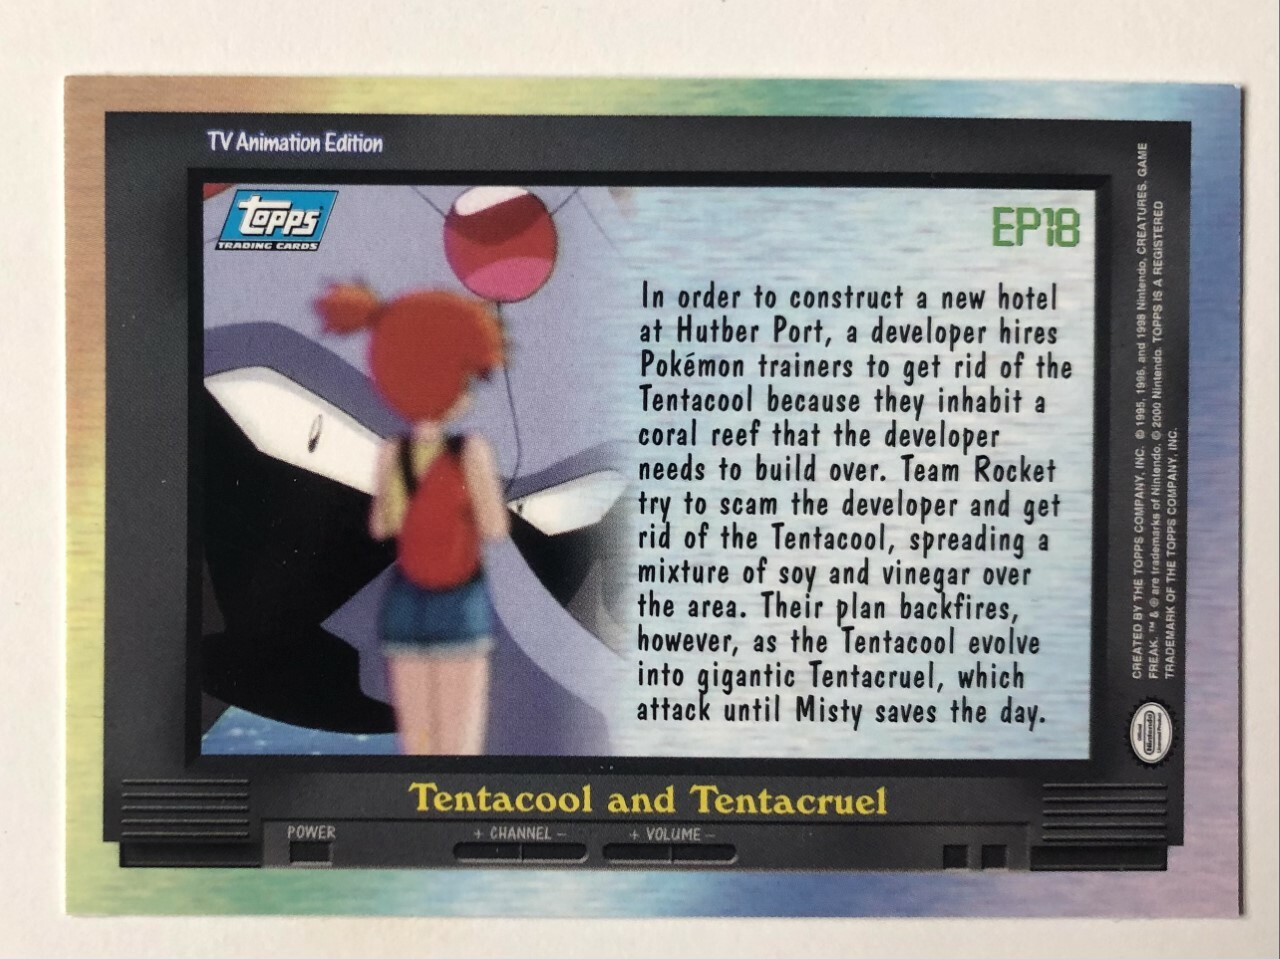 TV Animation Edition
topps
TRADING CARDS
EP18
In order to construct a new hotel
at Hutber Port, a developer hires
Pokémon trainers to get rid of the
Tentacool because they inhabit a
coral reef that the developer
needs to build over. Team Rocket
try to scam the developer and get
rid of the Tentacool, spreading a
mixture of soy and vinegar over
the area. Their plan backfires,
however, as the Tentacool evolve
into gigantic Tentacruel, which
attack until Misty saves the day.
Tentacool and Tentacruel
POWER
+ CHANNEL -
+ VOLUME -
CREATED BY THE TOPPS COMPANY, INC. © 1995, 1996, and 1998 Nintendo, CREATURES, GAME
FREAK. ™ & ® are trademarks of Nintendo. © 2000 Nintendo. TOPPS IS A REGISTERED
TRADEMARK OF THE TOPPS COMPANY, INC.
Official
Nintendo
Licensed Product